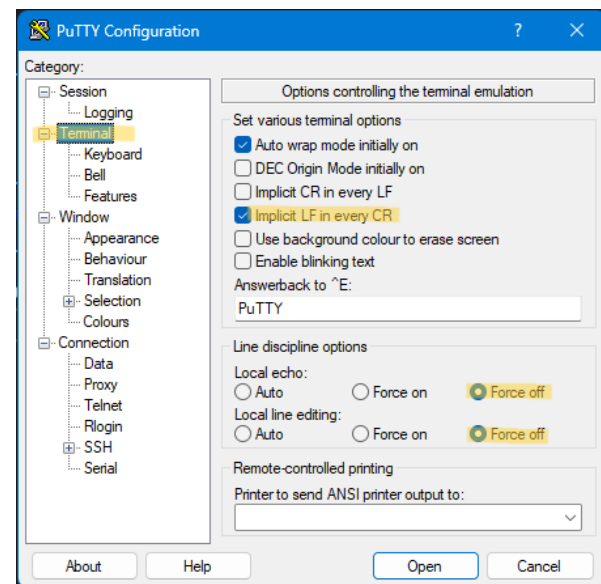 PuTTY Configuration
Category:
Session
Logging
Terminal
Keyboard
Bell
Features
Window
Appearance
Behaviour
Translation
Selection
Colours
Connection
Data
Proxy
Telnet
Rlogin
SSH
Serial
Options controlling the terminal emulation
Set various terminal options
Auto wrap mode initially on
DEC Origin Mode initially on
Implicit CR in every LF
Implicit LF in every CR
Use background colour to erase screen
Enable blinking text
Answerback to ^E:
PuTTY
Line discipline options
Local echo:
Auto Force on Force off
Local line editing:
Auto Force on Force off
Remote-controlled printing
Printer to send ANSI printer output to:
About Help Open Cancel